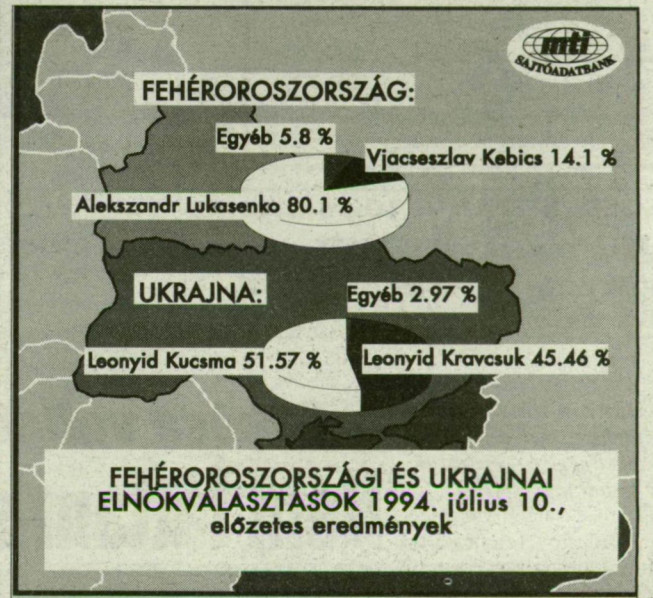 mti
SAJTÓADATBANK
FEHÉROROSZORSZÁG:
Egyéb 5.8 %
Vjacseszlav Kebics 14.1 %
Alekszandr Lukasenko 80.1 %
UKRAJNA:
Egyéb 2.97 %
Leonyid Kucsma 51.57 %
Leonyid Kravcsuk 45.46 %
FEHÉROROSZORSZÁGI ÉS UKRAJNAI
ELNÖKVÁLASZTÁSOK 1994. július 10.,
előzetes eredmények